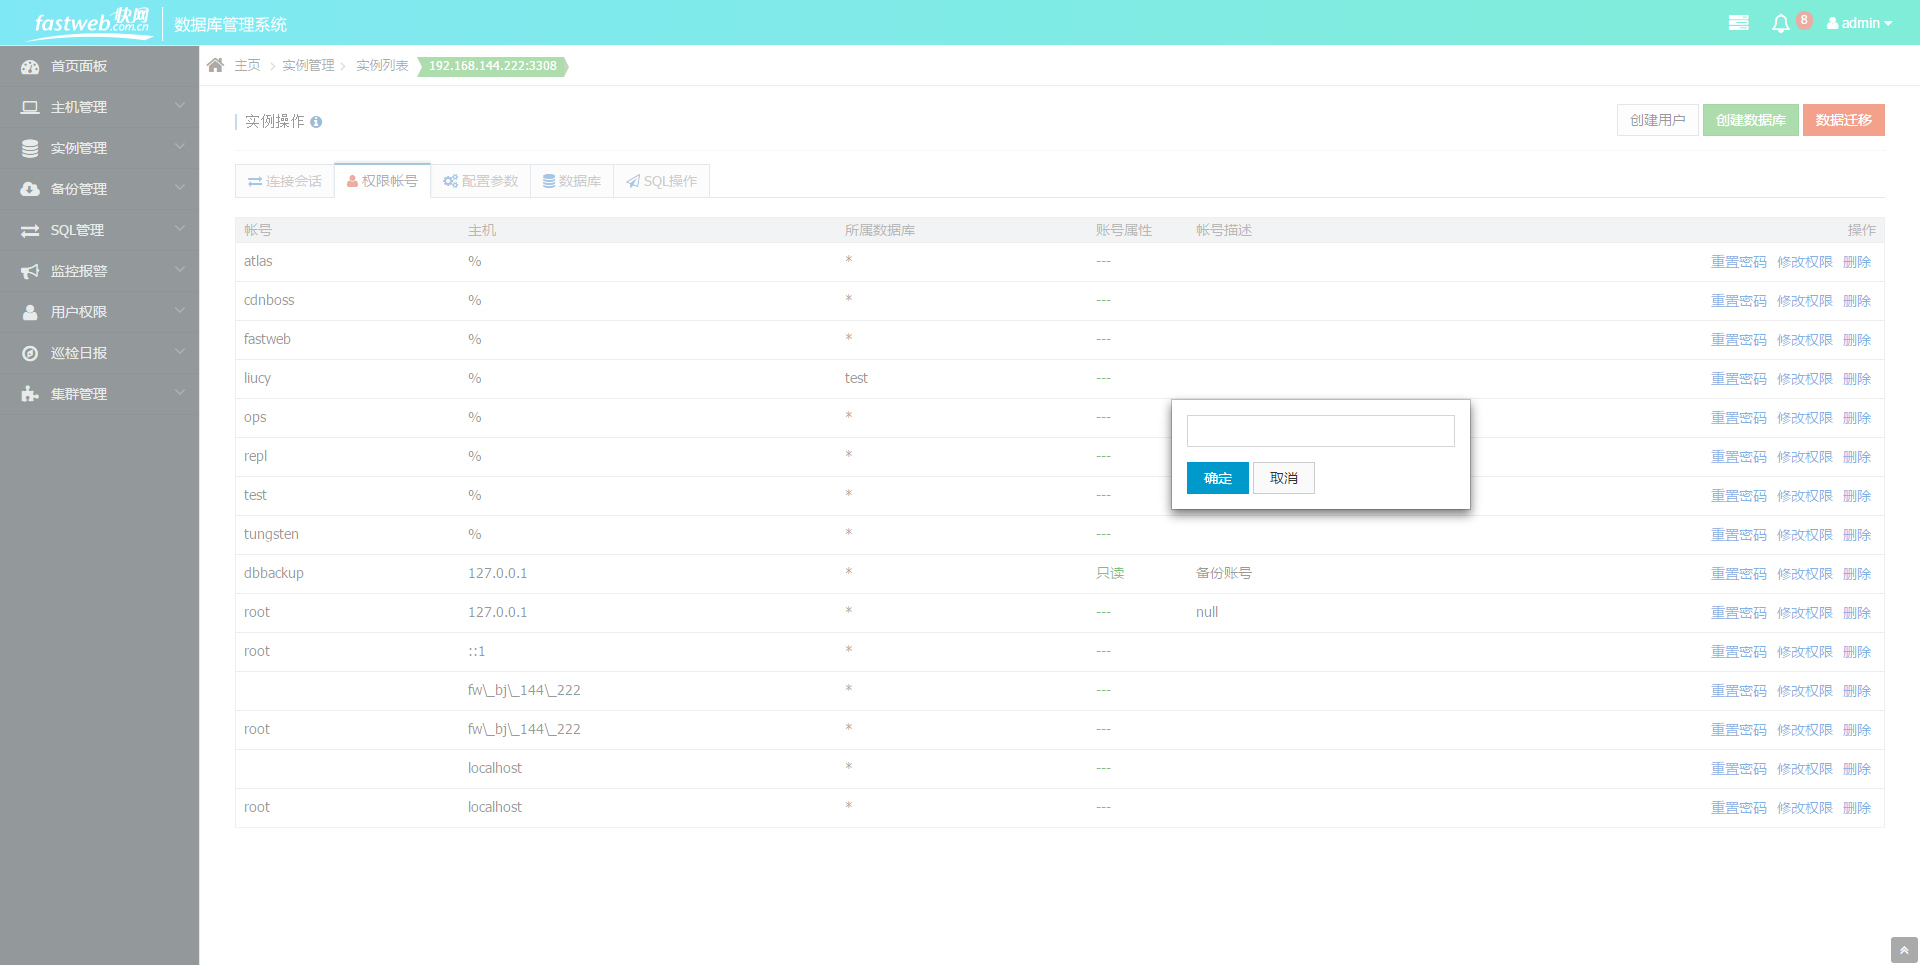 fastweb快网 .com.cn 数据库管理系统 8 admin
首页面板
主机管理
实例管理
备份管理
SQL管理
监控报警
用户权限
巡检日报
集群管理
主页 实例管理 实例列表 192.168.144.222:3308
实例操作 创建用户 创建数据库 数据迁移
连接会话 权限帐号 配置参数 数据库 SQL操作
帐号 主机 所属数据库 账号属性 帐号描述 操作
atlas % * --- 重置密码 修改权限 删除
cdnboss % * --- 重置密码 修改权限 删除
fastweb % * --- 重置密码 修改权限 删除
liucy % test --- 重置密码 修改权限 删除
ops % * --- 重置密码 修改权限 删除
repl % * --- 重置密码 修改权限 删除
test % * --- 重置密码 修改权限 删除
确定 取消
tungsten % * --- 重置密码 修改权限 删除
dbbackup 127.0.0.1 * 只读 备份账号 重置密码 修改权限 删除
root 127.0.0.1 * --- null 重置密码 修改权限 删除
root ::1 * --- 重置密码 修改权限 删除
fw\_bj\_144\_222 * --- 重置密码 修改权限 删除
root fw\_bj\_144\_222 * --- 重置密码 修改权限 删除
localhost * --- 重置密码 修改权限 删除
root localhost * --- 重置密码 修改权限 删除